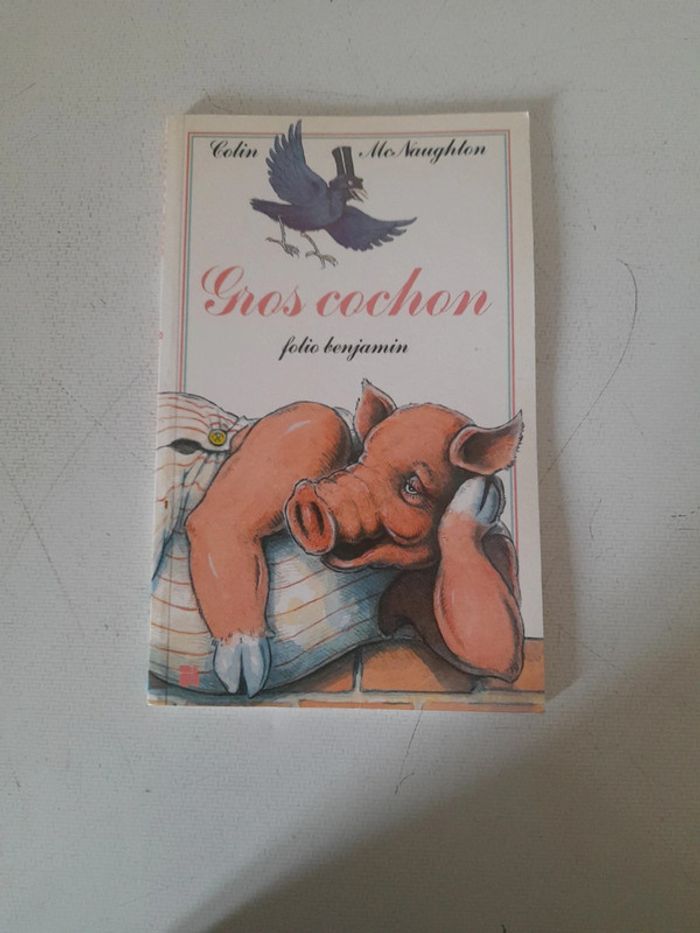 Colin McNaughton
Gros cochon
folio benjamin